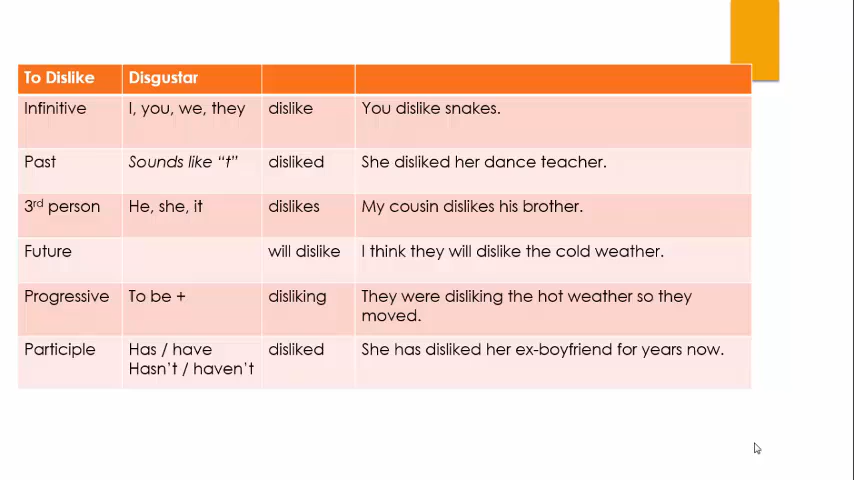 To Dislike Disgustar
Infinitive I, you, we, they dislike You dislike snakes.
Past Sounds like “t” disliked She disliked her dance teacher.
3rd person He, she, it dislikes My cousin dislikes his brother.
Future will dislike I think they will dislike the cold weather.
Progressive To be + disliking They were disliking the hot weather so they
moved.
Participle Has / have disliked She has disliked her ex-boyfriend for years now.
Hasn’t / haven’t